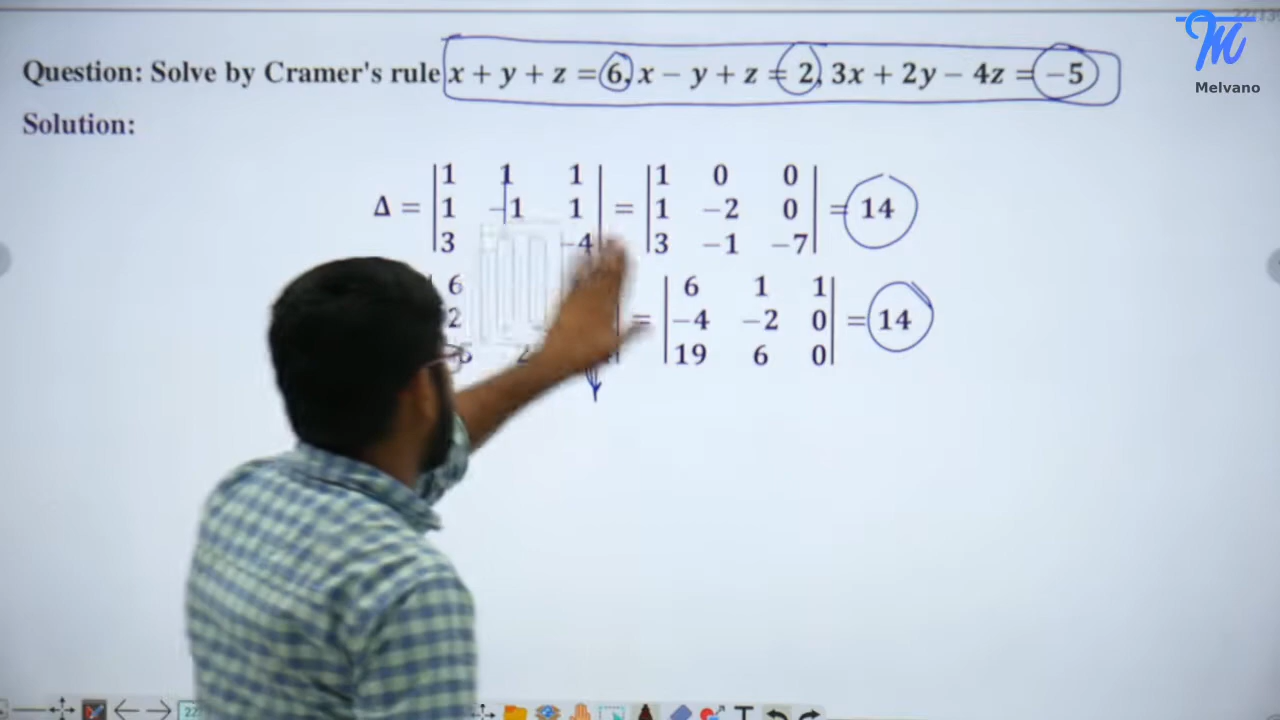 Melvano
Question: Solve by Cramer's rule x + y + z = 6, x − y + z = 2, 3x + 2y − 4z = −5
Solution:
Δ = |1 1 1| = |1 0 0| = 14
|1 −1 1| |1 −2 0|
|3 −4| |3 −1 −7|
6 = |6 1 1| = 14
2 |−4 −2 0|
|19 6 0|